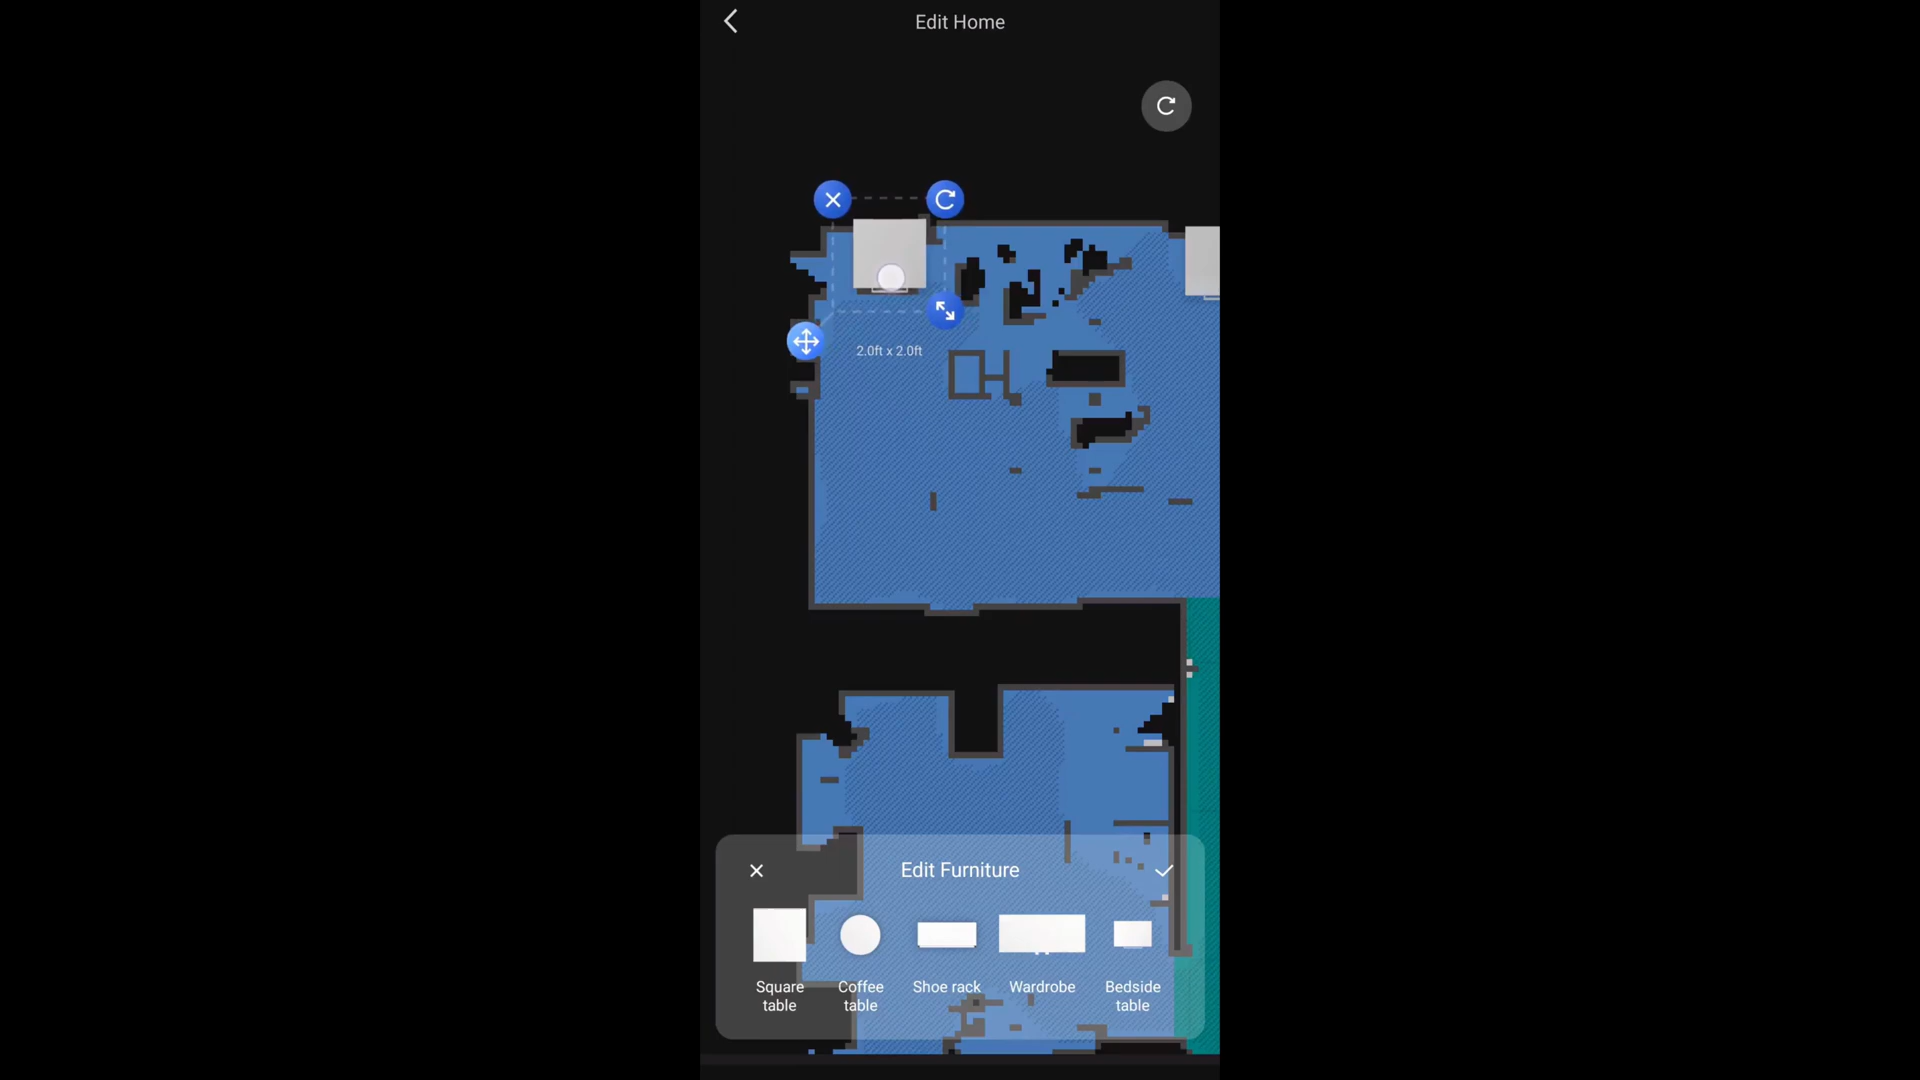 Edit Home
2.0ft x 2.0ft
Edit Furniture
Square
table
Coffee
table
Shoe rack
Wardrobe
Bedside
table